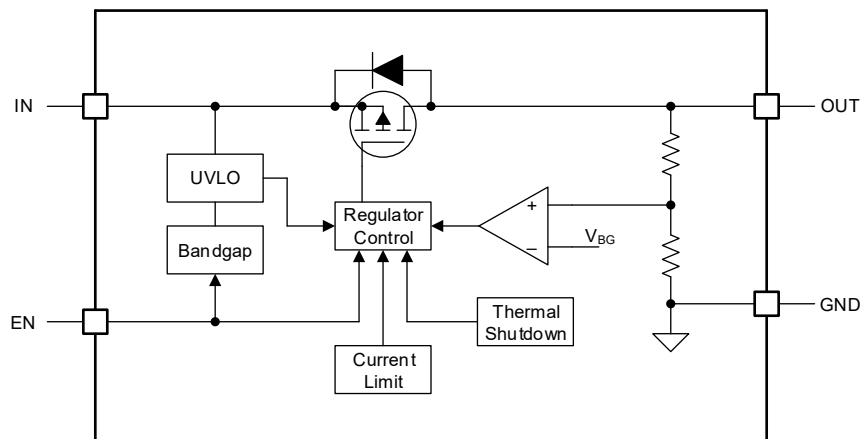 IN
OUT
UVLO
Regulator
Control
+
−
V_BG
Bandgap
EN
GND
Thermal
Shutdown
Current
Limit